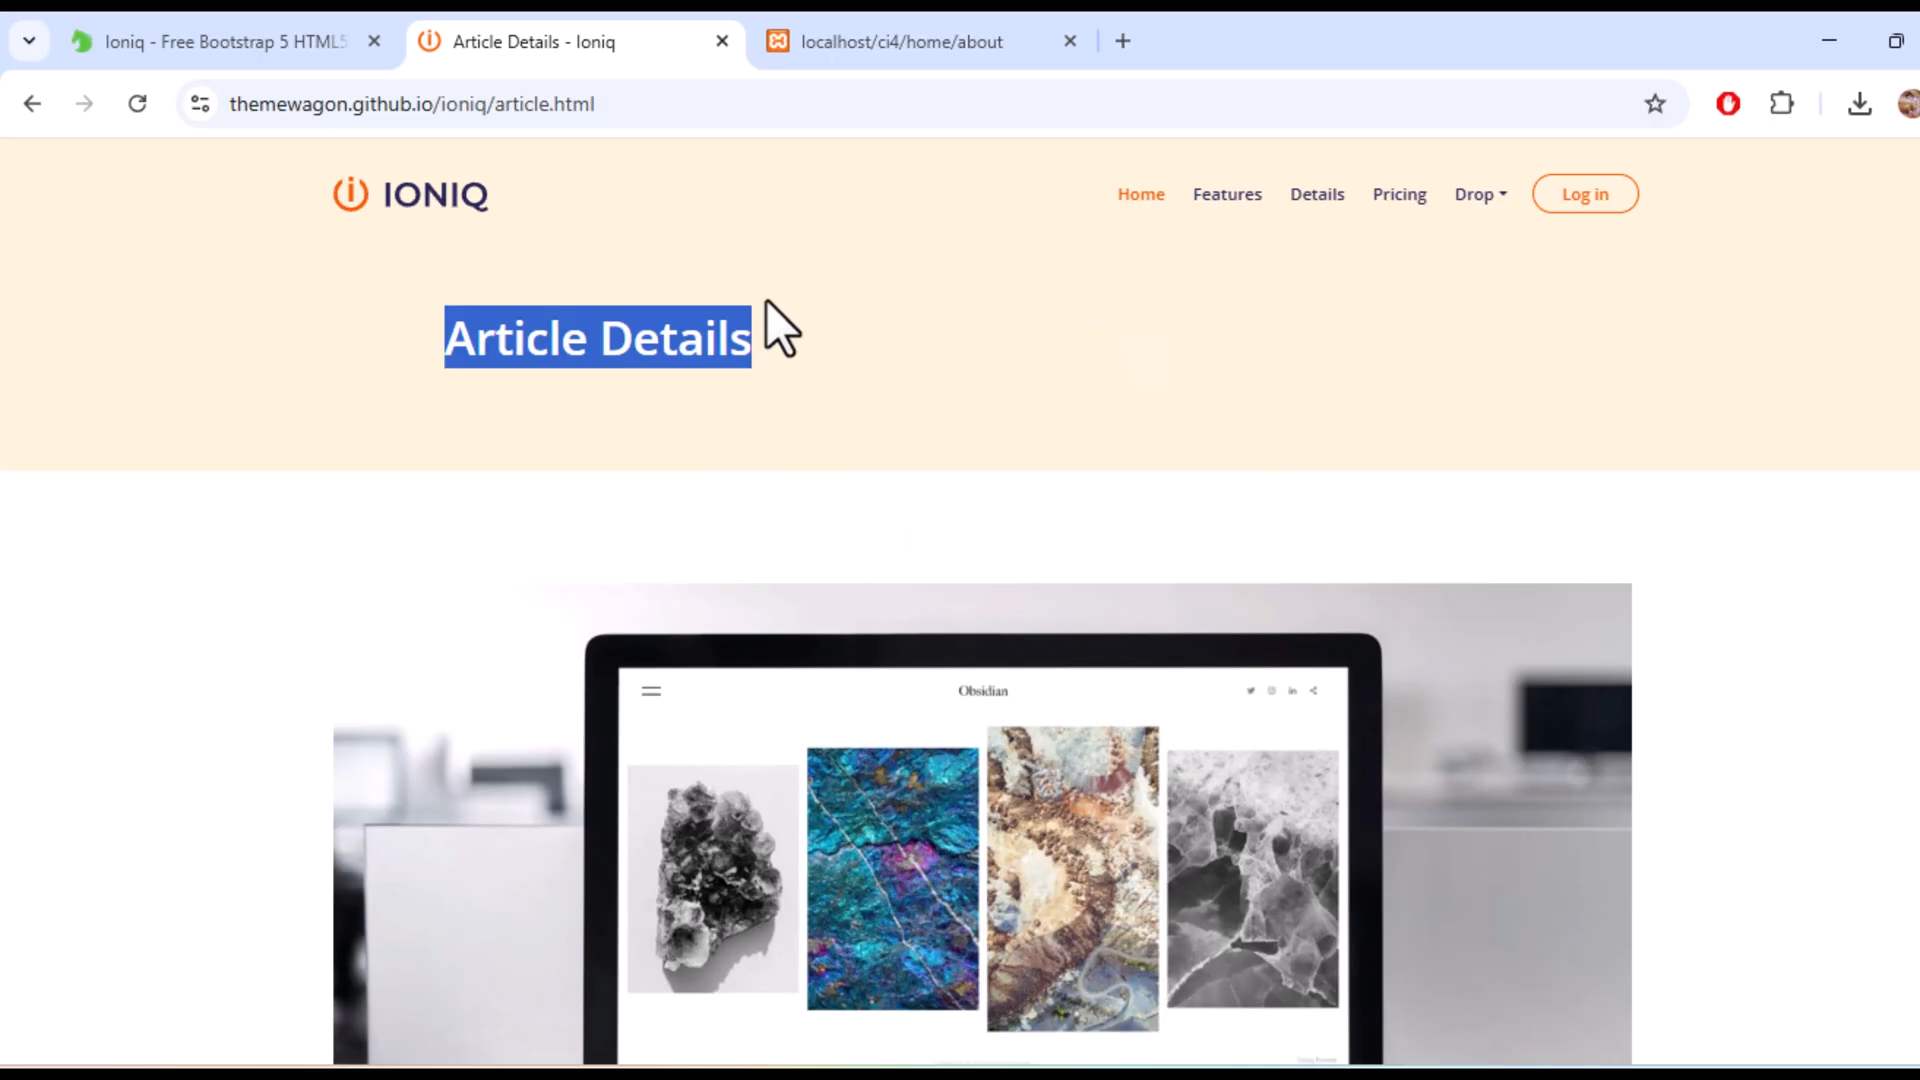 Ioniq - Free Bootstrap 5 HTML5
Article Details - Ioniq
localhost/ci4/home/about
themewagon.github.io/ioniq/article.html
IONIQ
Home
Features
Details
Pricing
Drop
Log in
Article Details
Obsidian